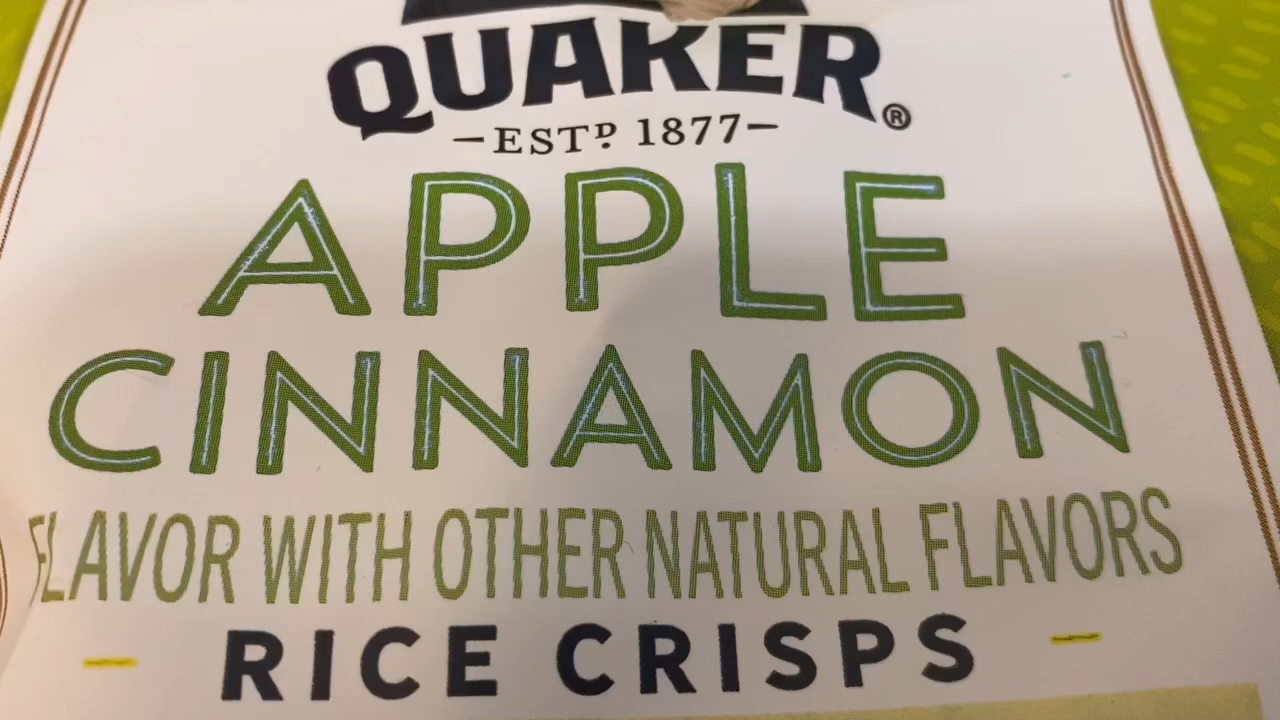 QUAKER®
-ESTD. 1877-
APPLE
CINNAMON
FLAVOR WITH OTHER NATURAL FLAVORS
- RICE CRISPS -